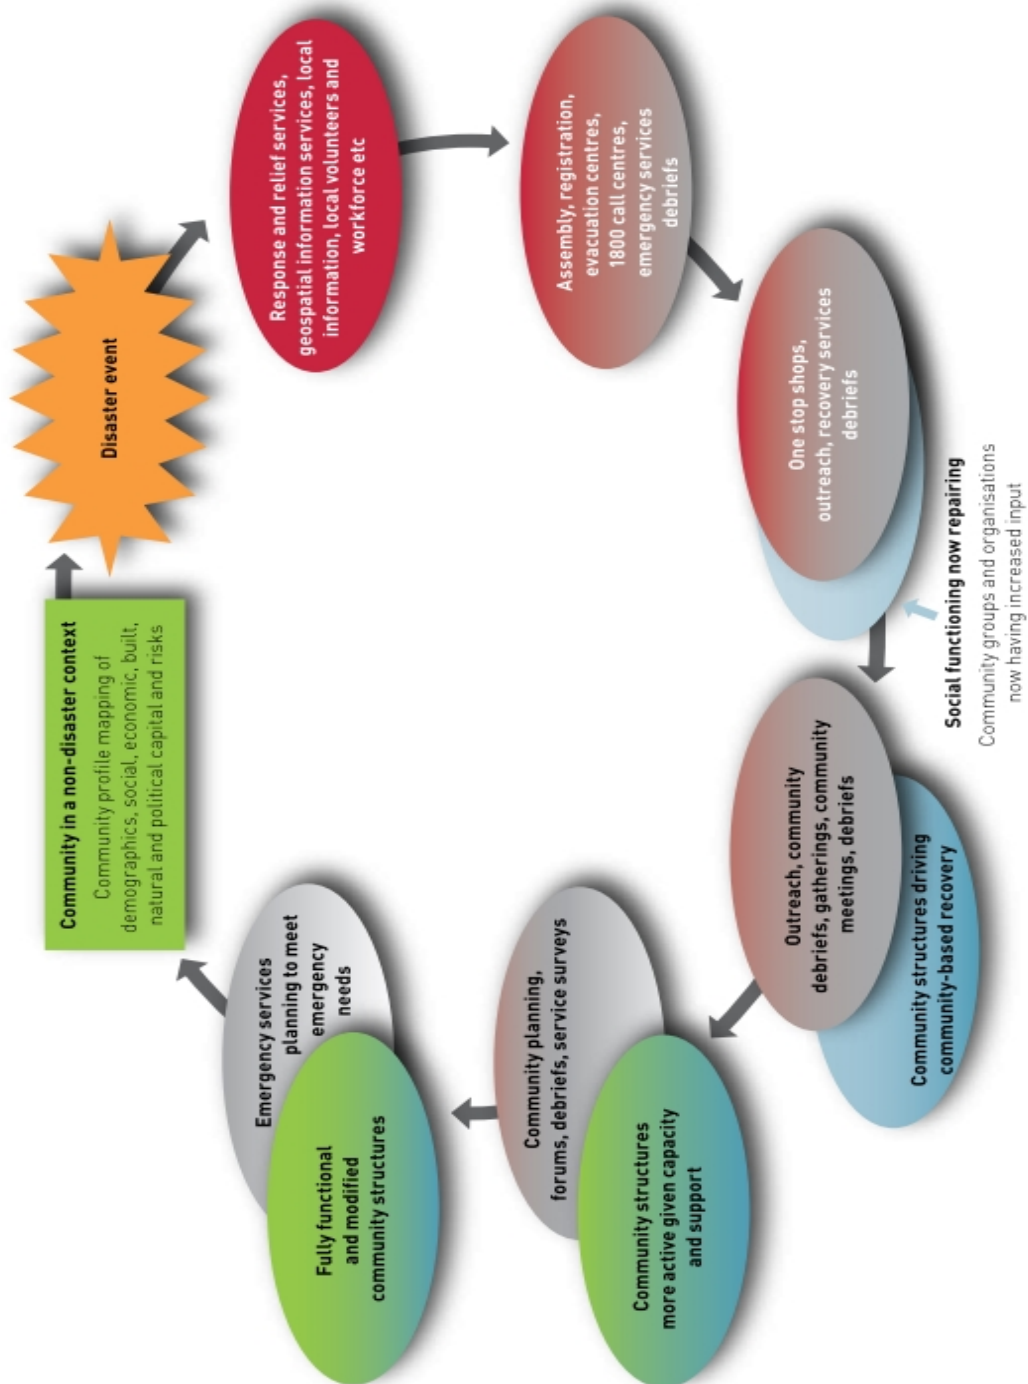 Community in a non-disaster context
Community profile mapping of
demographics, social, economic, built,
natural and political capital and risks
Disaster event
Response and relief services,
geospatial information services, local
information, local volunteers and
workforce etc
Assembly, registration,
evacuation centres,
1800 call centres,
emergency services
debriefs
One stop shops,
outreach, recovery services
debriefs
Social functioning now repairing
Community groups and organisations
now having increased input
Outreach, community
debriefs, gatherings, community
meetings, debriefs
Community structures driving
community-based recovery
Community planning,
forums, debriefs, service surveys
Community structures
more active given capacity
and support
Emergency services
planning to meet
emergency
needs
Fully functional
and modified
community structures